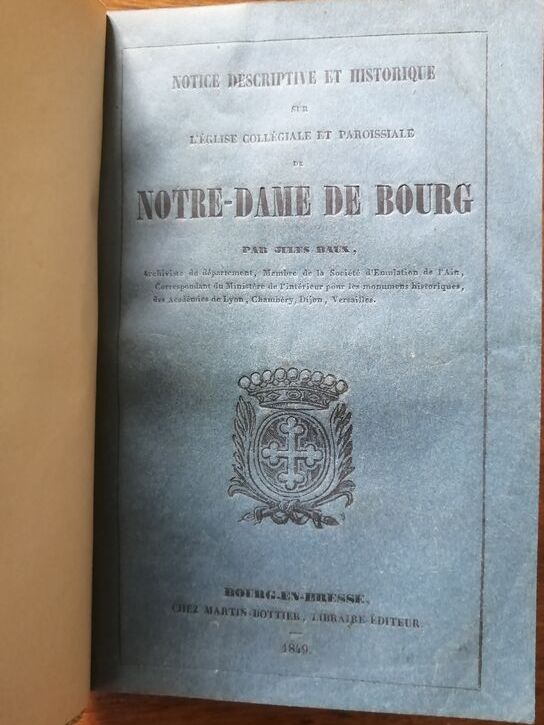 NOTICE DESCRIPTIVE ET HISTORIQUE
SUR
L'ÉGLISE COLLÉGIALE ET PAROISSIALE
DE
NOTRE-DAME DE BOURG
PAR JULES BAUX,
Archiviste du département, Membre de la Société d'Emulation de l'Ain,
Correspondant du Ministère de l'intérieur pour les monumens historiques,
des Académies de Lyon, Chambéry, Dijon, Versailles.
BOURG-EN-BRESSE,
CHEZ MARTIN-BOTTIER, LIBRAIRE-ÉDITEUR
1849.